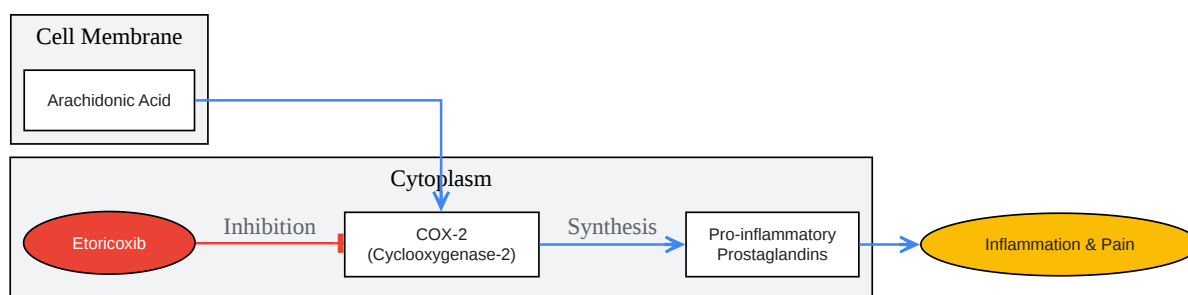 Cell Membrane
Arachidonic Acid
Cytoplasm
Etoricoxib
Inhibition
COX-2
(Cyclooxygenase-2)
Synthesis
Pro-inflammatory
Prostaglandins
Inflammation & Pain